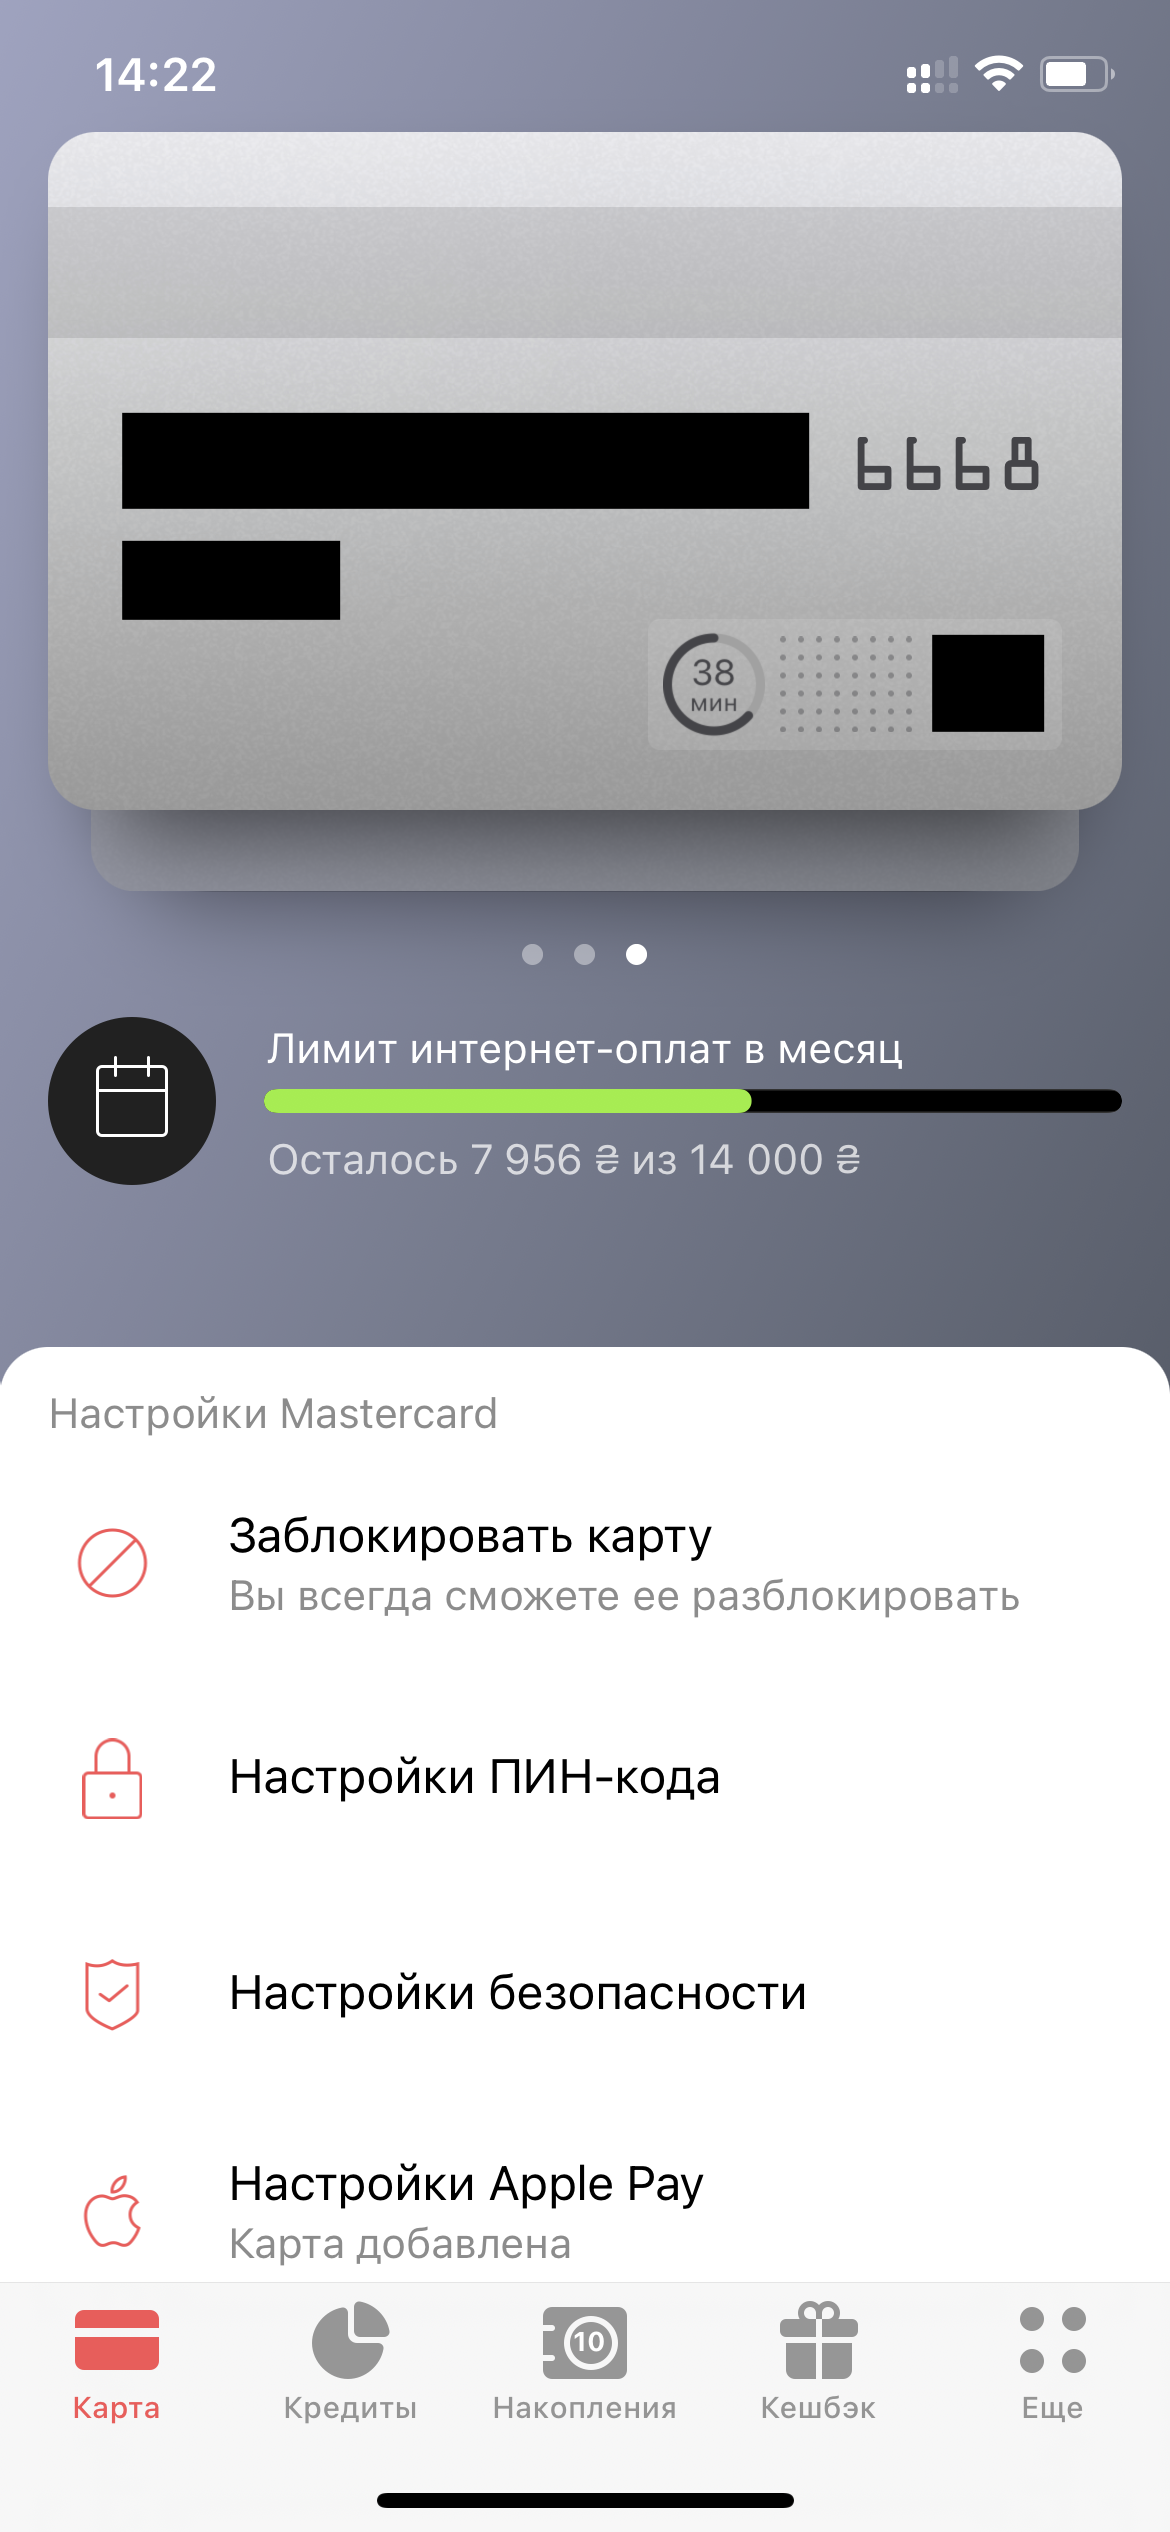 14:22
6668
38
мин
Лимит интернет-оплат в месяц
Осталось 7 956 ₴ из 14 000 ₴
Настройки Mastercard
Заблокировать карту
Вы всегда сможете ее разблокировать
Настройки ПИН-кода
Настройки безопасности
Настройки Apple Pay
Карта добавлена
10
Карта
Кредиты
Накопления
Кешбэк
Еще